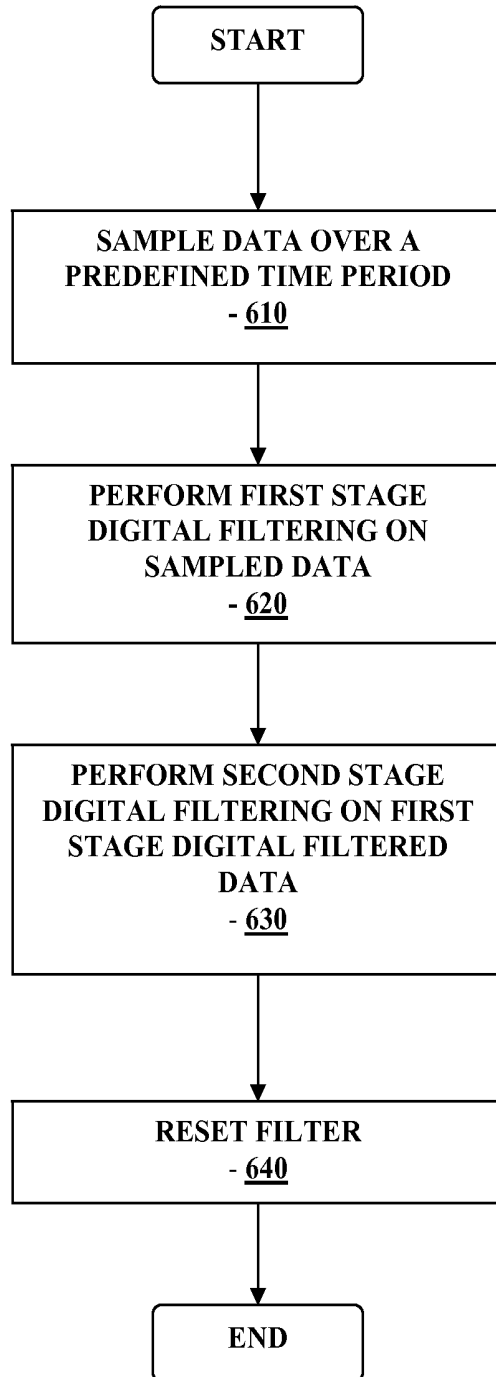 START
SAMPLE DATA OVER A
PREDEFINED TIME PERIOD
- 610
PERFORM FIRST STAGE
DIGITAL FILTERING ON
SAMPLED DATA
- 620
PERFORM SECOND STAGE
DIGITAL FILTERING ON FIRST
STAGE DIGITAL FILTERED
DATA
- 630
RESET FILTER
- 640
END